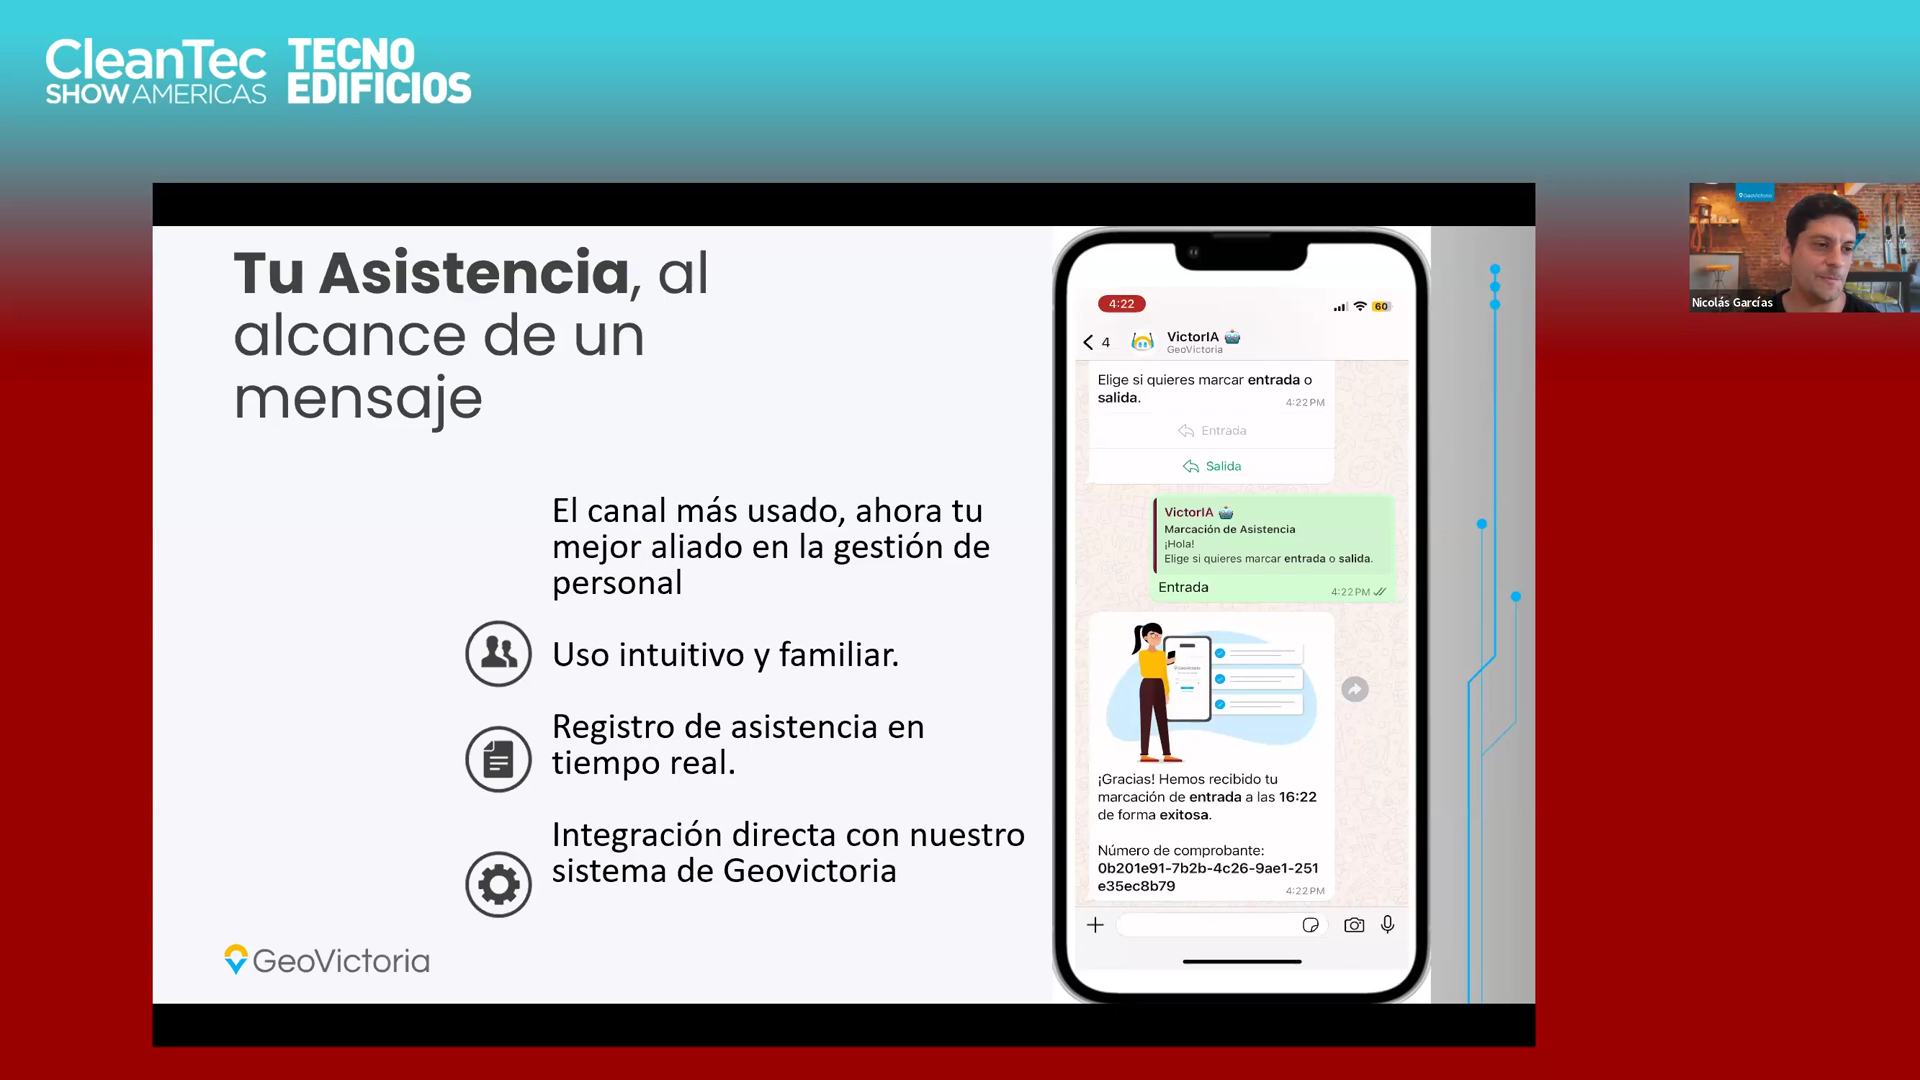 CleanTec
SHOW AMERICAS
TECNO
EDIFICIOS
Tu Asistencia, al
alcance de un
mensaje
El canal más usado, ahora tu
mejor aliado en la gestión de
personal
Uso intuitivo y familiar.
Registro de asistencia en
tiempo real.
Integración directa con nuestro
sistema de Geovictoria
GeoVictoria
4:22
60
4
VictorIA
GeoVictoria
Elige si quieres marcar entrada o
salida.
4:22 PM
Entrada
Salida
VictorIA
Marcación de Asistencia
¡Hola!
Elige si quieres marcar entrada o salida.
Entrada
4:22 PM
¡Gracias! Hemos recibido tu
marcación de entrada a las 16:22
de forma exitosa.
Número de comprobante:
0b201e91-7b2b-4c26-9ae1-251
e35ec8b79
4:22 PM
GeoVictoria
Nicolás Garcías